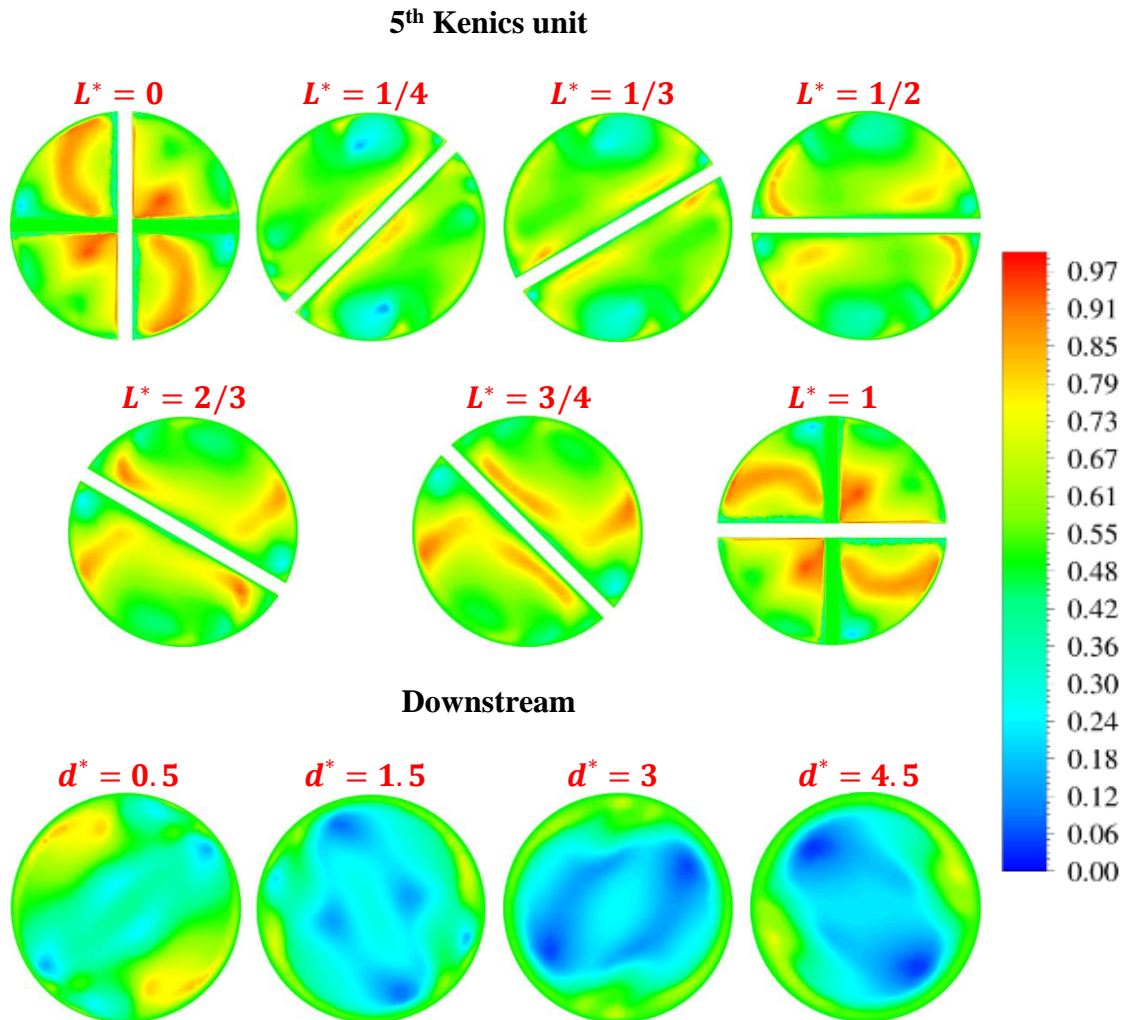 5th Kenics unit
L* = 0
L* = 1/4
L* = 1/3
L* = 1/2
L* = 2/3
L* = 3/4
L* = 1
0.97
0.91
0.85
0.79
0.73
0.67
0.61
0.55
0.48
0.42
0.36
0.30
0.24
0.18
0.12
0.06
0.00
Downstream
d* = 0.5
d* = 1.5
d* = 3
d* = 4.5